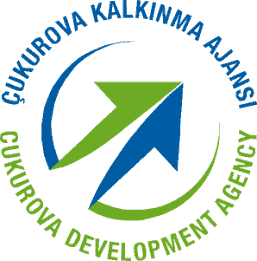 ÇUKUROVA KALKINMA AJANSI
CUKUROVA DEVELOPMENT AGENCY